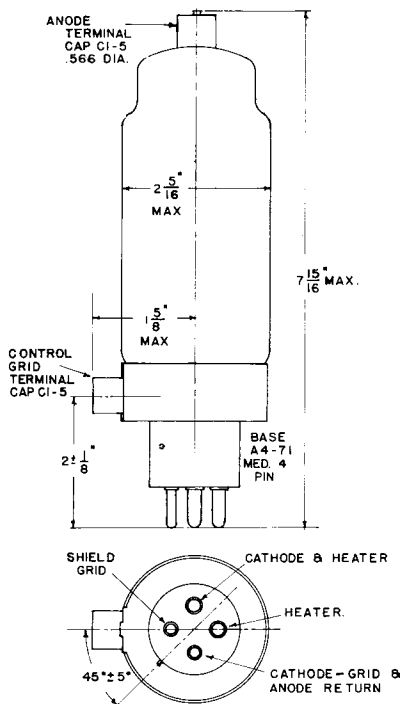 ANODE
TERMINAL
CAP C1-5
.566 DIA.
2 5/16"
MAX
7 15/16" MAX.
1 5/8"
MAX
CONTROL
GRID
TERMINAL
CAP C1-5
2 ± 1/8"
BASE
A4-71
MED. 4
PIN
SHIELD
GRID
CATHODE & HEATER
HEATER.
45° ± 5°
CATHODE-GRID &
ANODE RETURN